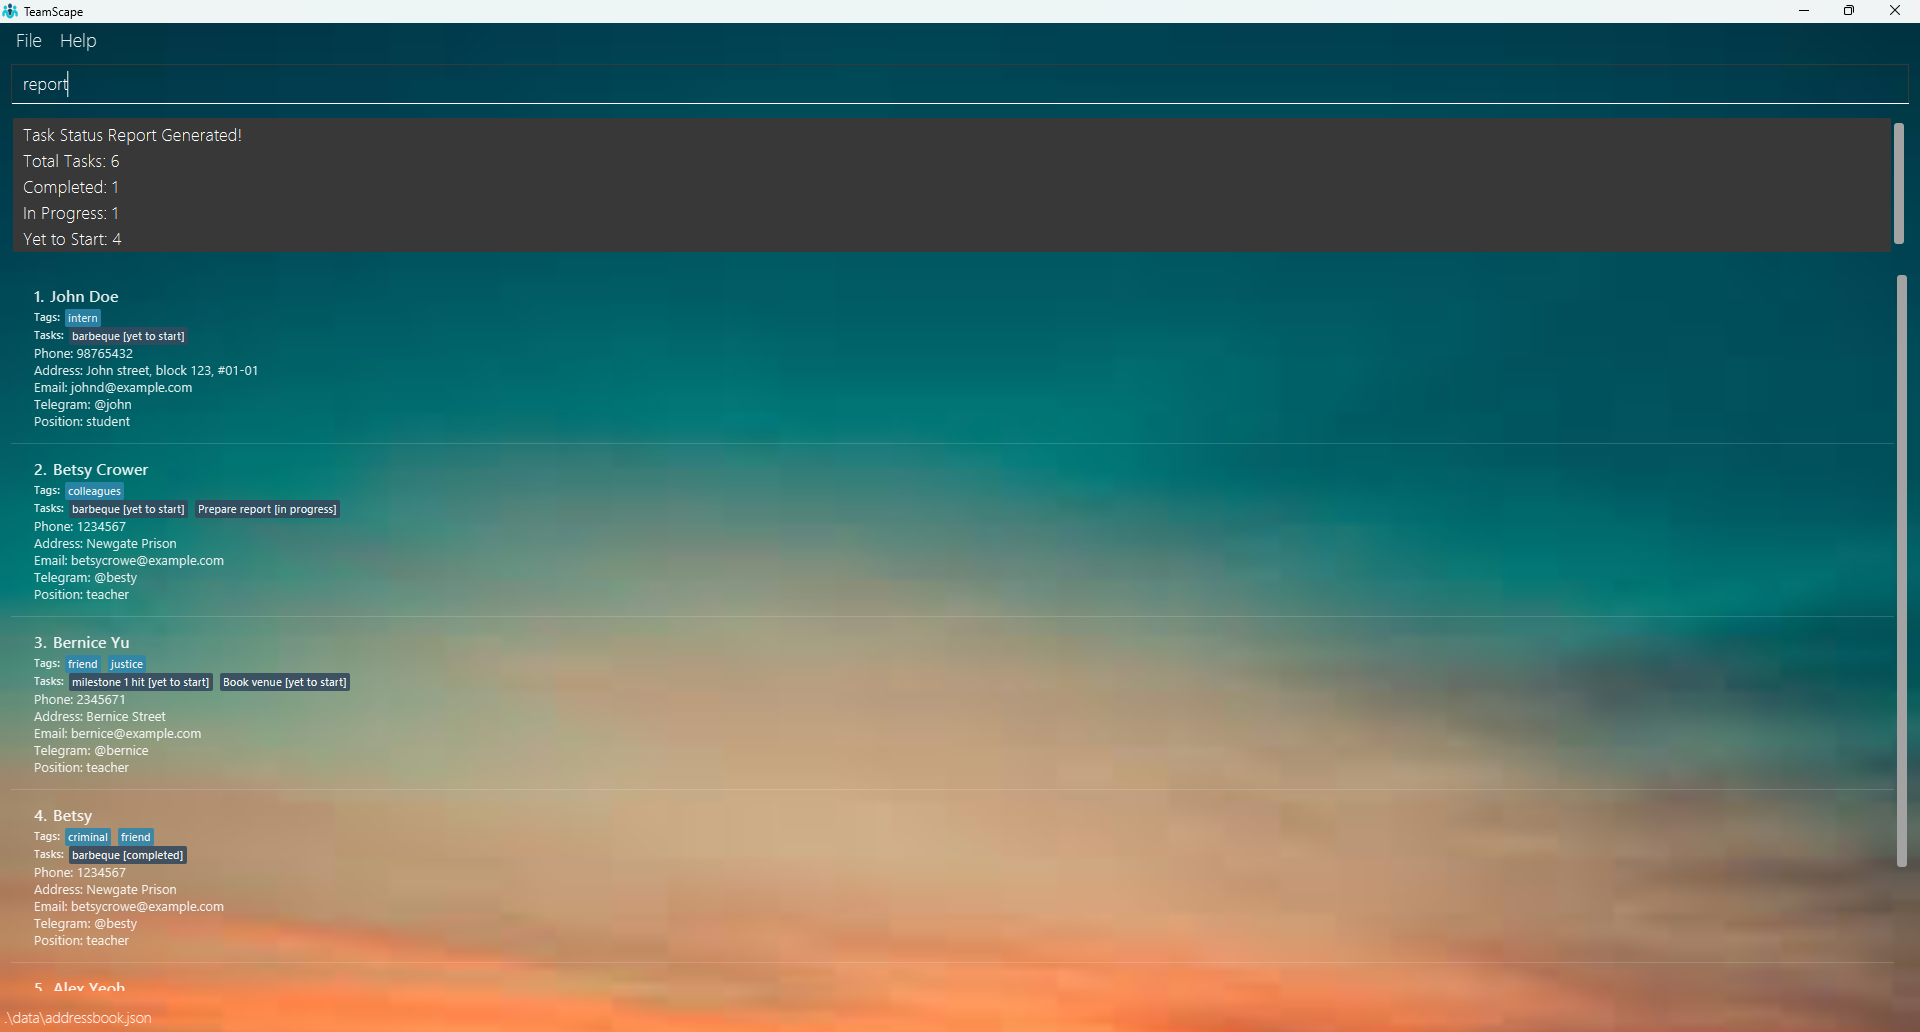 TeamScape
File Help
report
Task Status Report Generated!
Total Tasks: 6
Completed: 1
In Progress: 1
Yet to Start: 4
1. John Doe
Tags: intern
Tasks: barbeque [yet to start]
Phone: 98765432
Address: John street, block 123, #01-01
Email: johnd@example.com
Telegram: @john
Position: student
2. Betsy Crower
Tags: colleagues
Tasks: barbeque [yet to start] Prepare report [in progress]
Phone: 1234567
Address: Newgate Prison
Email: betsycrowe@example.com
Telegram: @besty
Position: teacher
3. Bernice Yu
Tags: friend justice
Tasks: milestone 1 hit [yet to start] Book venue [yet to start]
Phone: 2345671
Address: Bernice Street
Email: bernice@example.com
Telegram: @bernice
Position: teacher
4. Betsy
Tags: criminal friend
Tasks: barbeque [completed]
Phone: 1234567
Address: Newgate Prison
Email: betsycrowe@example.com
Telegram: @besty
Position: teacher
5. Alex Yeoh
.\data\addressbook.json